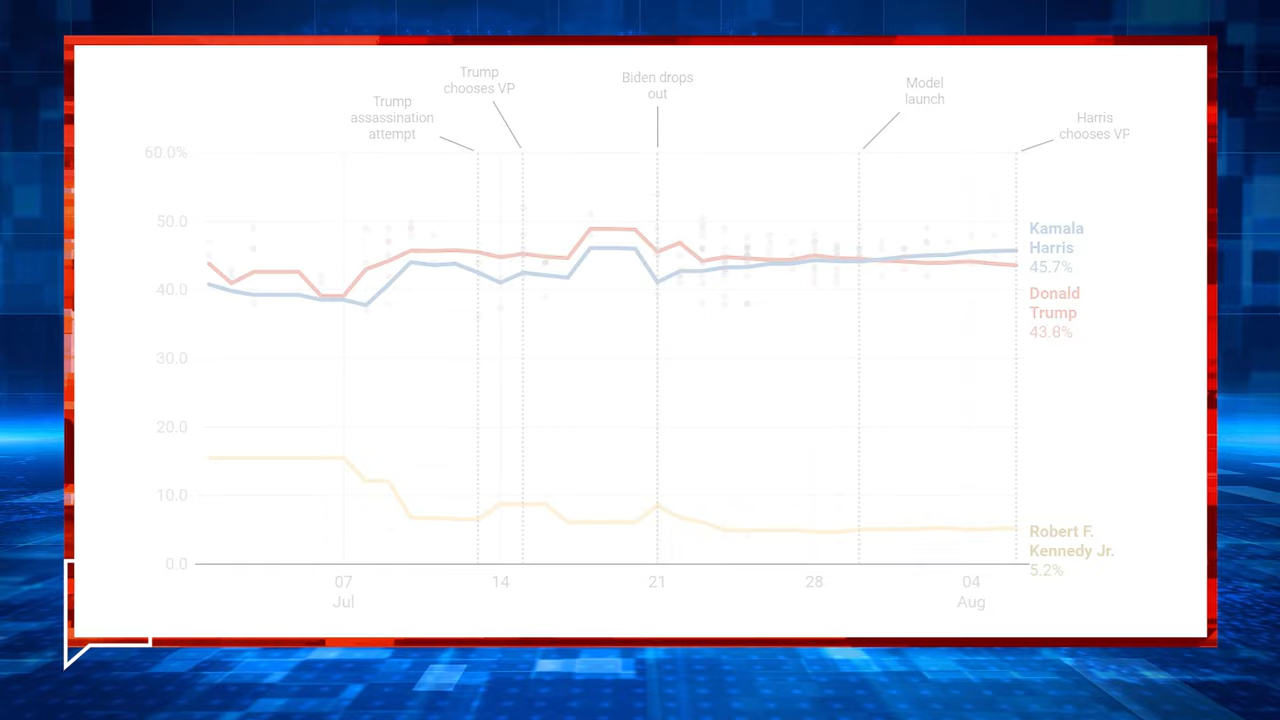 Trump
chooses VP
Biden drops
out
Model
launch
Trump
assassination
attempt
Harris
chooses VP
60.0%
50.0
40.0
30.0
20.0
10.0
0.0
Kamala
Harris
45.7%
Donald
Trump
43.8%
Robert F.
Kennedy Jr.
5.2%
07
Jul
14
21
28
04
Aug